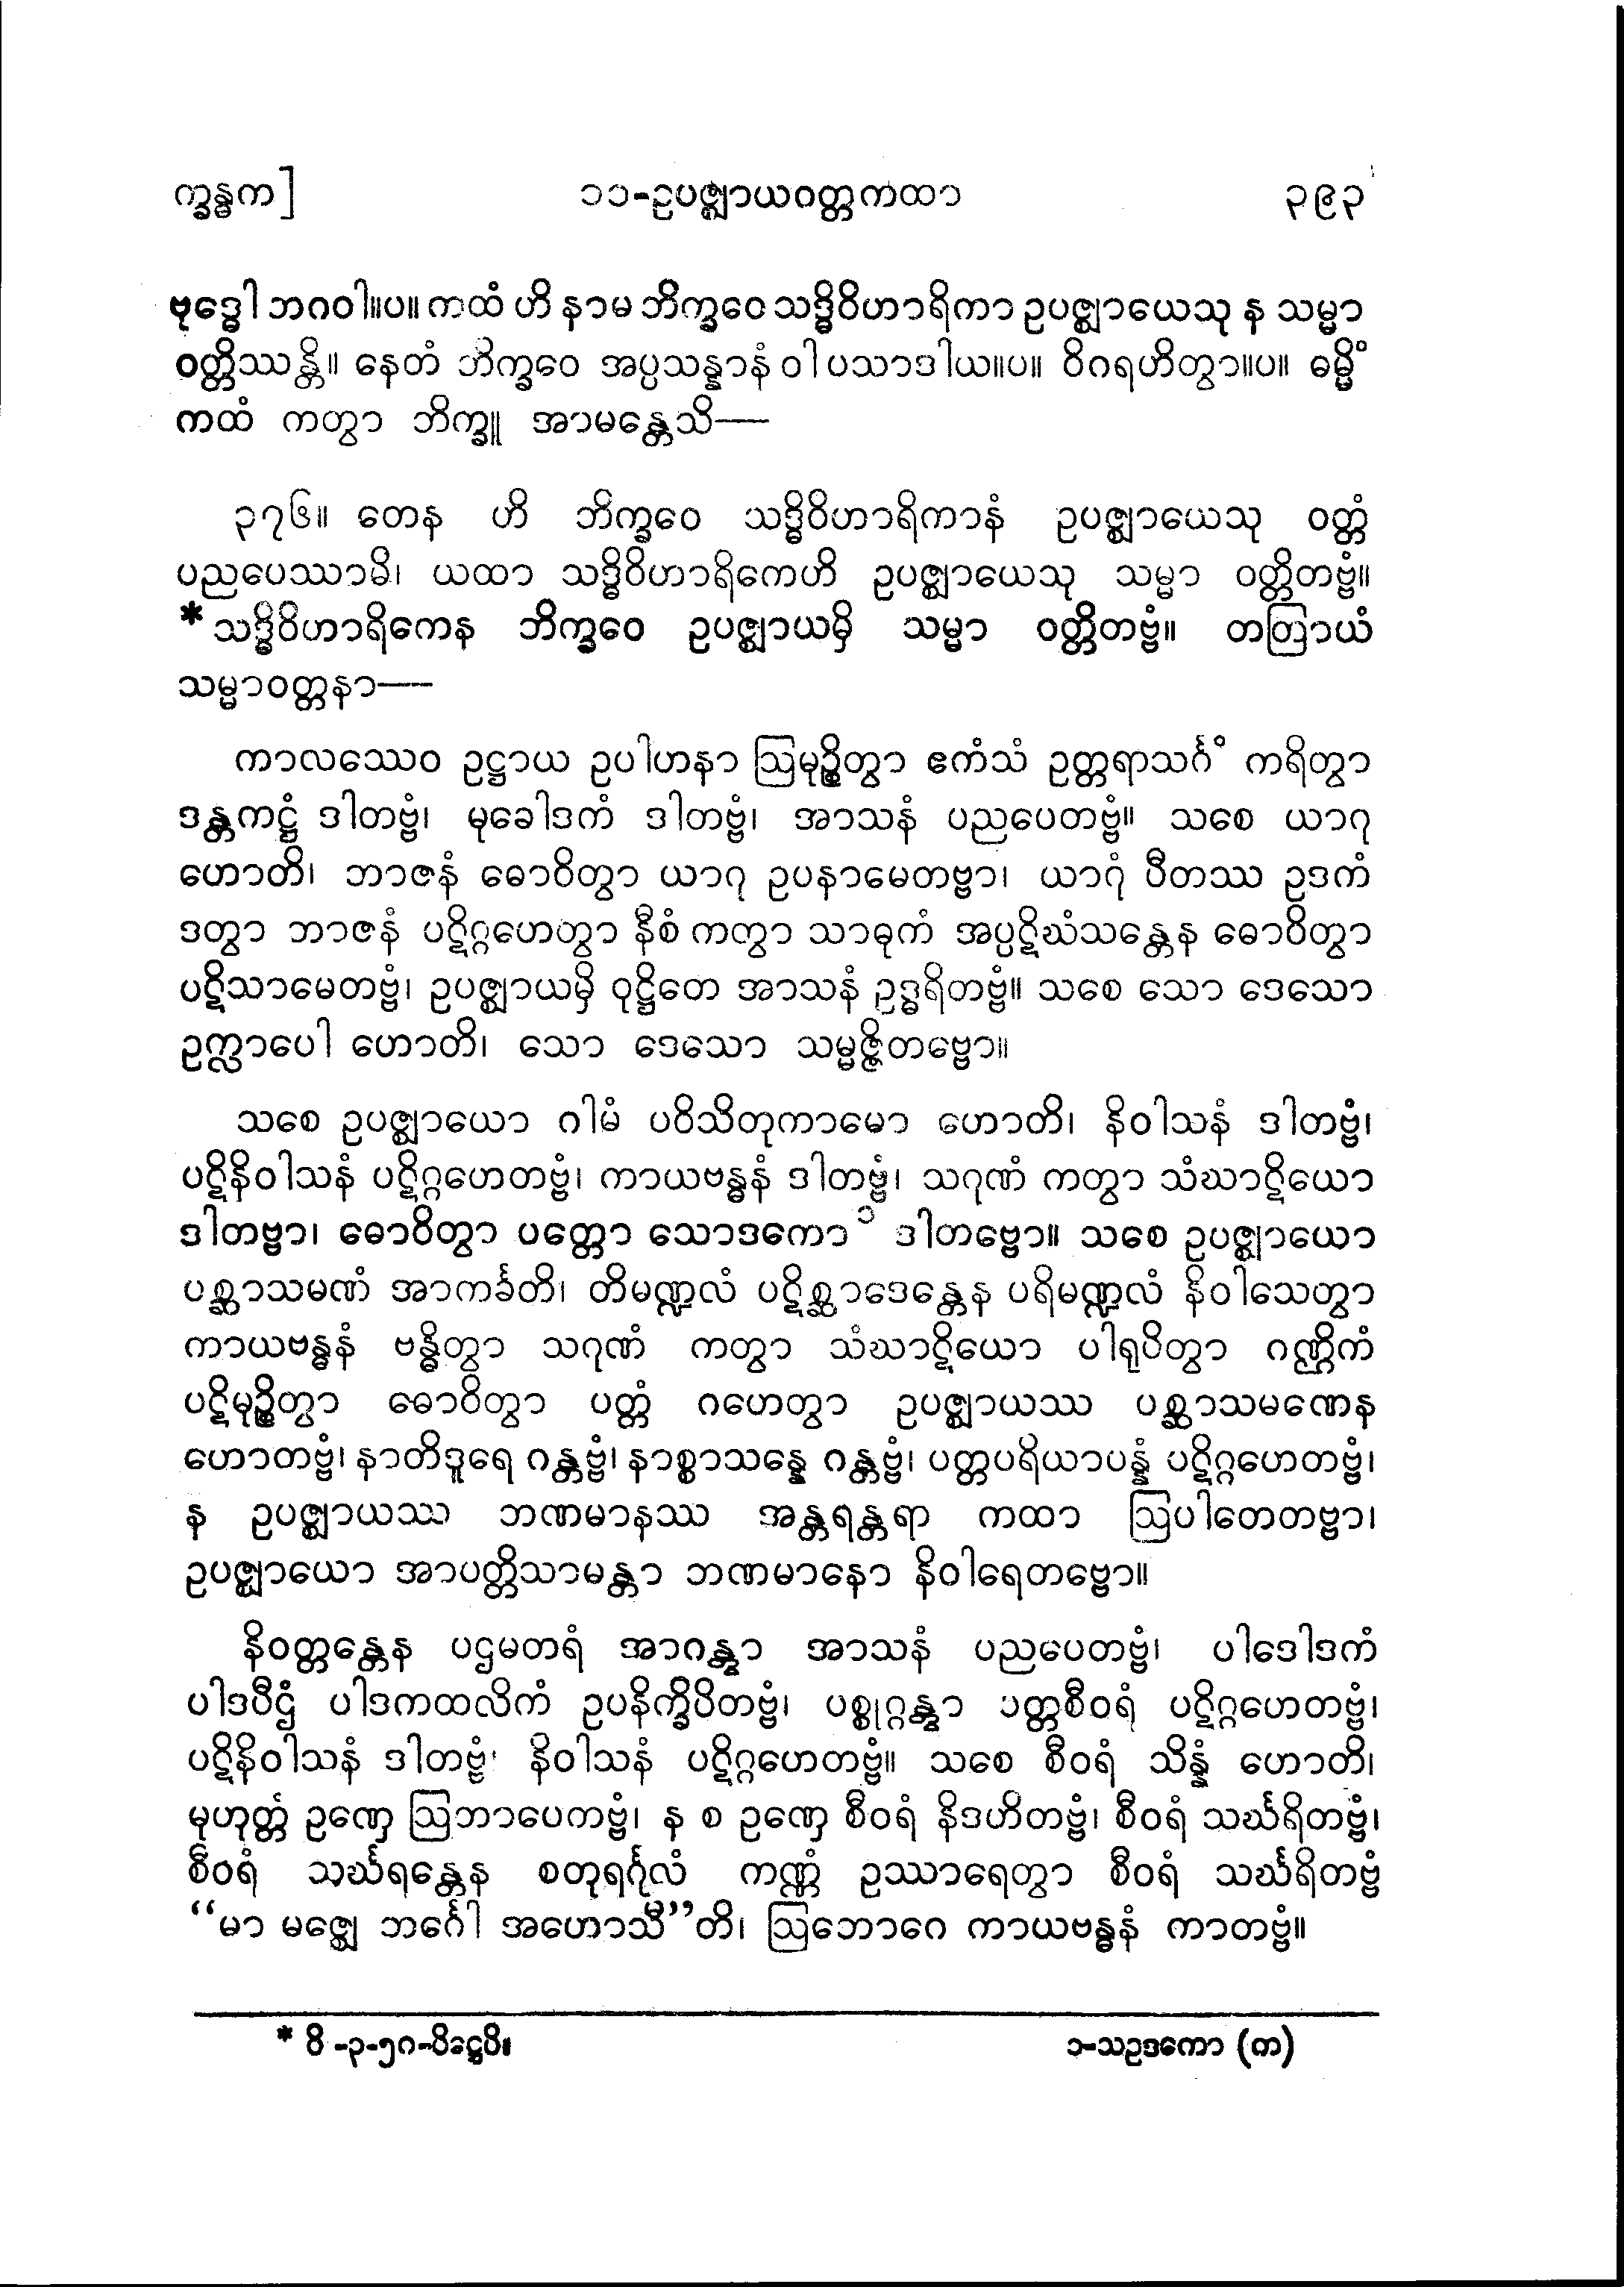 က္ခန္ဓက]
၁၁-ဥပဇ္ဈာယဝတ္တကထာ
၃၉၃
ဗုဒ္ဓေါ ဘဂဝါ။ပ။ ကထံ ဟိ နာမ ဘိက္ခဝေ သဒ္ဓိဝိဟာရိကာ ဥပဇ္ဈာယေသု န သမ္မာ
ဝတ္တိဿန္တိ။ နေတံ ဘိက္ခဝေ အပ္ပသန္နာနံ ဝါ ပသာဒါယ။ပ။ ဝိဂရဟိတွာ။ပ။ ဓမ္မိံ
ကထံ ကတွာ ဘိက္ခူ အာမန္တေသိ—
၃၇၆။ တေန ဟိ ဘိက္ခဝေ သဒ္ဓိဝိဟာရိကာနံ ဥပဇ္ဈာယေသု ဝတ္တံ
ပညပေဿာမိ၊ ယထာ သဒ္ဓိဝိဟာရိကေဟိ ဥပဇ္ဈာယေသု သမ္မာ ဝတ္တိတဗ္ဗံ။
* သဒ္ဓိဝိဟာရိကေန ဘိက္ခဝေ ဥပဇ္ဈာယမှိ သမ္မာ ဝတ္တိတဗ္ဗံ။ တတြာယံ
သမ္မာဝတ္တနာ—
ကာလဿေဝ ဥဋ္ဌာယ ဥပါဟနာ ဩမုဉ္စိတွာ ဧကံသံ ဥတ္တရာသင်္ဂံ ကရိတွာ
ဒန္တကဋ္ဌံ ဒါတဗ္ဗံ၊ မုခေါဒကံ ဒါတဗ္ဗံ၊ အာသနံ ပညပေတဗ္ဗံ။ သစေ ယာဂု
ဟောတိ၊ ဘာဇနံ ဓောဝိတွာ ယာဂု ဥပနာမေတဗ္ဗာ၊ ယာဂုံ ပီတဿ ဥဒကံ
ဒတွာ ဘာဇနံ ပဋိဂ္ဂဟေတွာ နီစံ ကတွာ သာဓုကံ အပ္ပဋိဃံသန္တေန ဓောဝိတွာ
ပဋိသာမေတဗ္ဗံ၊ ဥပဇ္ဈာယမှိ ဝုဋ္ဌိတေ အာသနံ ဥဒ္ဓရိတဗ္ဗံ။ သစေ သော ဒေသော
ဥက္လာပေါ ဟောတိ၊ သော ဒေသော သမ္မဇ္ဇိတဗ္ဗော။
သစေ ဥပဇ္ဈာယော ဂါမံ ပဝိသိတုကာမော ဟောတိ၊ နိဝါသနံ ဒါတဗ္ဗံ၊
ပဋိနိဝါသနံ ပဋိဂ္ဂဟေတဗ္ဗံ၊ ကာယဗန္ဓနံ ဒါတဗ္ဗံ၊ သဂုဏံ ကတွာ သံဃာဋိယော
ဒါတဗ္ဗာ၊ ဓောဝိတွာ ပတ္တော သောဒကော၁ ဒါတဗ္ဗော။ သစေ ဥပဇ္ဈာယော
ပစ္ဆာသမဏံ အာကင်္ခတိ၊ တိမဏ္ဍလံ ပဋိစ္ဆာဒေန္တေန ပရိမဏ္ဍလံ နိဝါသေတွာ
ကာယဗန္ဓနံ ဗန္ဓိတွာ သဂုဏံ ကတွာ သံဃာဋိယော ပါရုပိတွာ ဂဏ္ဌိကံ
ပဋိမုဉ္စိတွာ ဓောဝိတွာ ပတ္တံ ဂဟေတွာ ဥပဇ္ဈာယဿ ပစ္ဆာသမဏေန
ဟောတဗ္ဗံ၊ နာတိဒူရေ ဂန္တဗ္ဗံ၊ နာစ္စာသန္နေ ဂန္တဗ္ဗံ၊ ပတ္တပရိယာပန္နံ ပဋိဂ္ဂဟေတဗ္ဗံ၊
န ဥပဇ္ဈာယဿ ဘဏမာနဿ အန္တရန္တရာ ကထာ ဩပါတေတဗ္ဗာ၊
ဥပဇ္ဈာယော အာပတ္တိသာမန္တာ ဘဏမာနော နိဝါရေတဗ္ဗော။
နိဝတ္တန္တေန ပဌမတရံ အာဂန္တွာ အာသနံ ပညပေတဗ္ဗံ၊ ပါဒေါဒကံ
ပါဒပီဌံ ပါဒကထလိကံ ဥပနိက္ခိပိတဗ္ဗံ၊ ပစ္စုဂ္ဂန္တွာ ပတ္တစီဝရံ ပဋိဂ္ဂဟေတဗ္ဗံ၊
ပဋိနိဝါသနံ ဒါတဗ္ဗံ၊ နိဝါသနံ ပဋိဂ္ဂဟေတဗ္ဗံ။ သစေ စီဝရံ သိန္နံ ဟောတိ၊
မုဟုတ္တံ ဥဏှေ ဩတာပေတဗ္ဗံ၊ န စ ဥဏှေ စီဝရံ နိဒဟိတဗ္ဗံ၊ စီဝရံ သင်္ဃရိတဗ္ဗံ၊
စီဝရံ သင်္ဃရန္တေန စတုရင်္ဂုလံ ကဏ္ဏံ ဥဿာရေတွာ စီဝရံ သင်္ဃရိတဗ္ဗံ
“မာ မဇ္ဈေ ဘင်္ဂေါ အဟောသီ”တိ၊ ဩဘောဂေ ကာယဗန္ဓနံ ကာတဗ္ဗံ။
* ဝိ -၃-၅၈-ပိဋ္ဌေပိ။
၁-သဥဒကော (က)